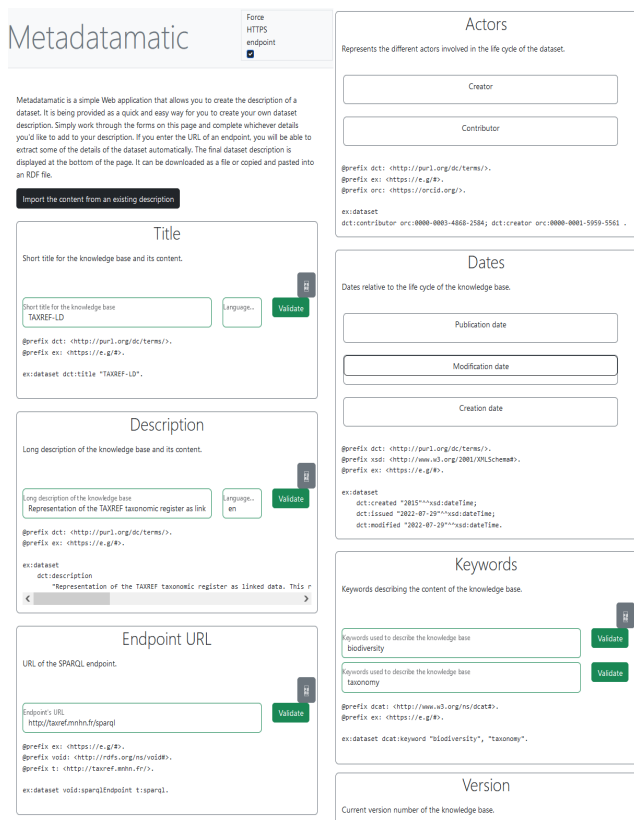 Metadatamatic
Force
HTTPS
endpoint
Metadatamatic is a simple Web application that allows you to create the description of a
dataset. It is being provided as a quick and easy way for you to create your own dataset
description. Simply work through the forms on this page and complete whichever details
you'd like to add to your description. If you enter the URL of an endpoint, you will be able to
extract some of the details of the dataset automatically. The final dataset description is
displayed at the bottom of the page. It can be downloaded as a file or copied and pasted into
an RDF file.
Import the content from an existing description
Title
Short title for the knowledge base and its content.
Short title for the knowledge base
TAXREF-LD
Language...
Validate
@prefix dct: <http://purl.org/dc/terms/>.
@prefix ex: <https://e.g/#>.
ex:dataset dct:title "TAXREF-LD".
Description
Long description of the knowledge base and its content.
Long description of the knowledge base
Representation of the TAXREF taxonomic register as link
Language...
en
Validate
@prefix dct: <http://purl.org/dc/terms/>.
@prefix ex: <https://e.g/#>.
ex:dataset
dct:description
"Representation of the TAXREF taxonomic register as linked data. This r
Endpoint URL
URL of the SPARQL endpoint.
Endpoint's URL
http://taxref.mnhn.fr/sparql
Validate
@prefix ex: <https://e.g/#>.
@prefix void: <http://rdfs.org/ns/void#>.
@prefix t: <http://taxref.mnhn.fr/>.
ex:dataset void:sparqlEndpoint t:sparql.
Actors
Represents the different actors involved in the life cycle of the dataset.
Creator
Contributor
@prefix dct: <http://purl.org/dc/terms/>.
@prefix ex: <https://e.g/#>.
@prefix orc: <https://orcid.org/>.
ex:dataset
dct:contributor orc:0000-0003-4868-2584; dct:creator orc:0000-0001-5959-5561 .
Dates
Dates relative to the life cycle of the knowledge base.
Publication date
Modification date
Creation date
@prefix dct: <http://purl.org/dc/terms/>.
@prefix xsd: <http://www.w3.org/2001/XMLSchema#>.
@prefix ex: <https://e.g/#>.
ex:dataset
dct:created "2015"^^xsd:dateTime;
dct:issued "2022-07-29"^^xsd:dateTime;
dct:modified "2022-07-29"^^xsd:dateTime.
Keywords
Keywords describing the content of the knowledge base.
Keywords used to describe the knowledge base
biodiversity
Validate
Keywords used to describe the knowledge base
taxonomy
Validate
@prefix dcat: <http://www.w3.org/ns/dcat#>.
@prefix ex: <https://e.g/#>.
ex:dataset dcat:keyword "biodiversity", "taxonomy".
Version
Current version number of the knowledge base.